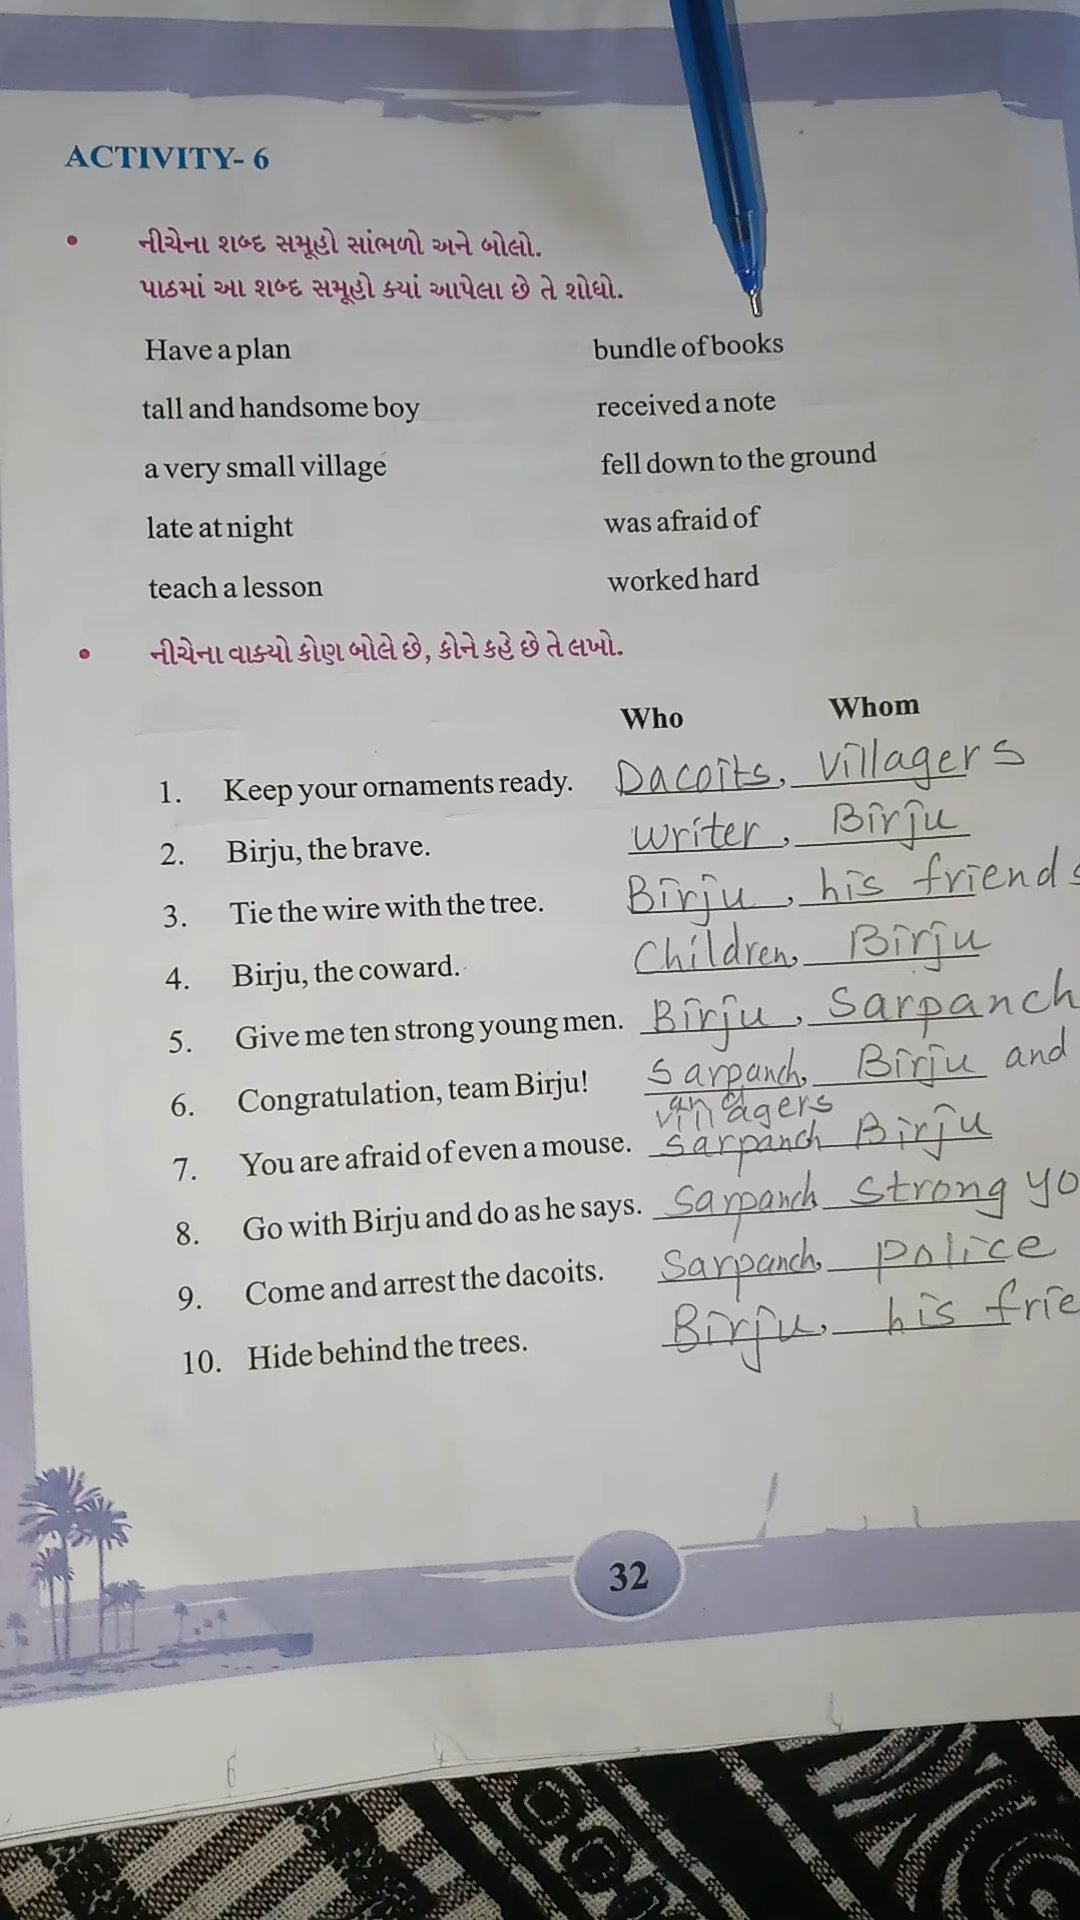 ACTIVITY- 6
• નીચેના શબ્દ સમૂહો સાંભળો અને બોલો.
પાઠમાં આ શબ્દ સમૂહો ક્યાં આપેલા છે તે શોધો.
Have a plan bundle of books
tall and handsome boy received a note
a very small village fell down to the ground
late at night was afraid of
teach a lesson worked hard
• નીચેના વાક્યો કોણ બોલે છે, કોને કહે છે તે લખો.
Who Whom
1. Keep your ornaments ready. Dacoits, villagers
2. Birju, the brave. writer, Birju
3. Tie the wire with the tree. Birju, his friends
4. Birju, the coward. Children, Birju
5. Give me ten strong young men. Birju, Sarpanch
6. Congratulation, team Birju! Sarpanch, Birju and
villagers
7. You are afraid of even a mouse. Sarpanch Birju
8. Go with Birju and do as he says. Sarpanch strong yo
9. Come and arrest the dacoits. Sarpanch, police
10. Hide behind the trees. Birju, his frie
32